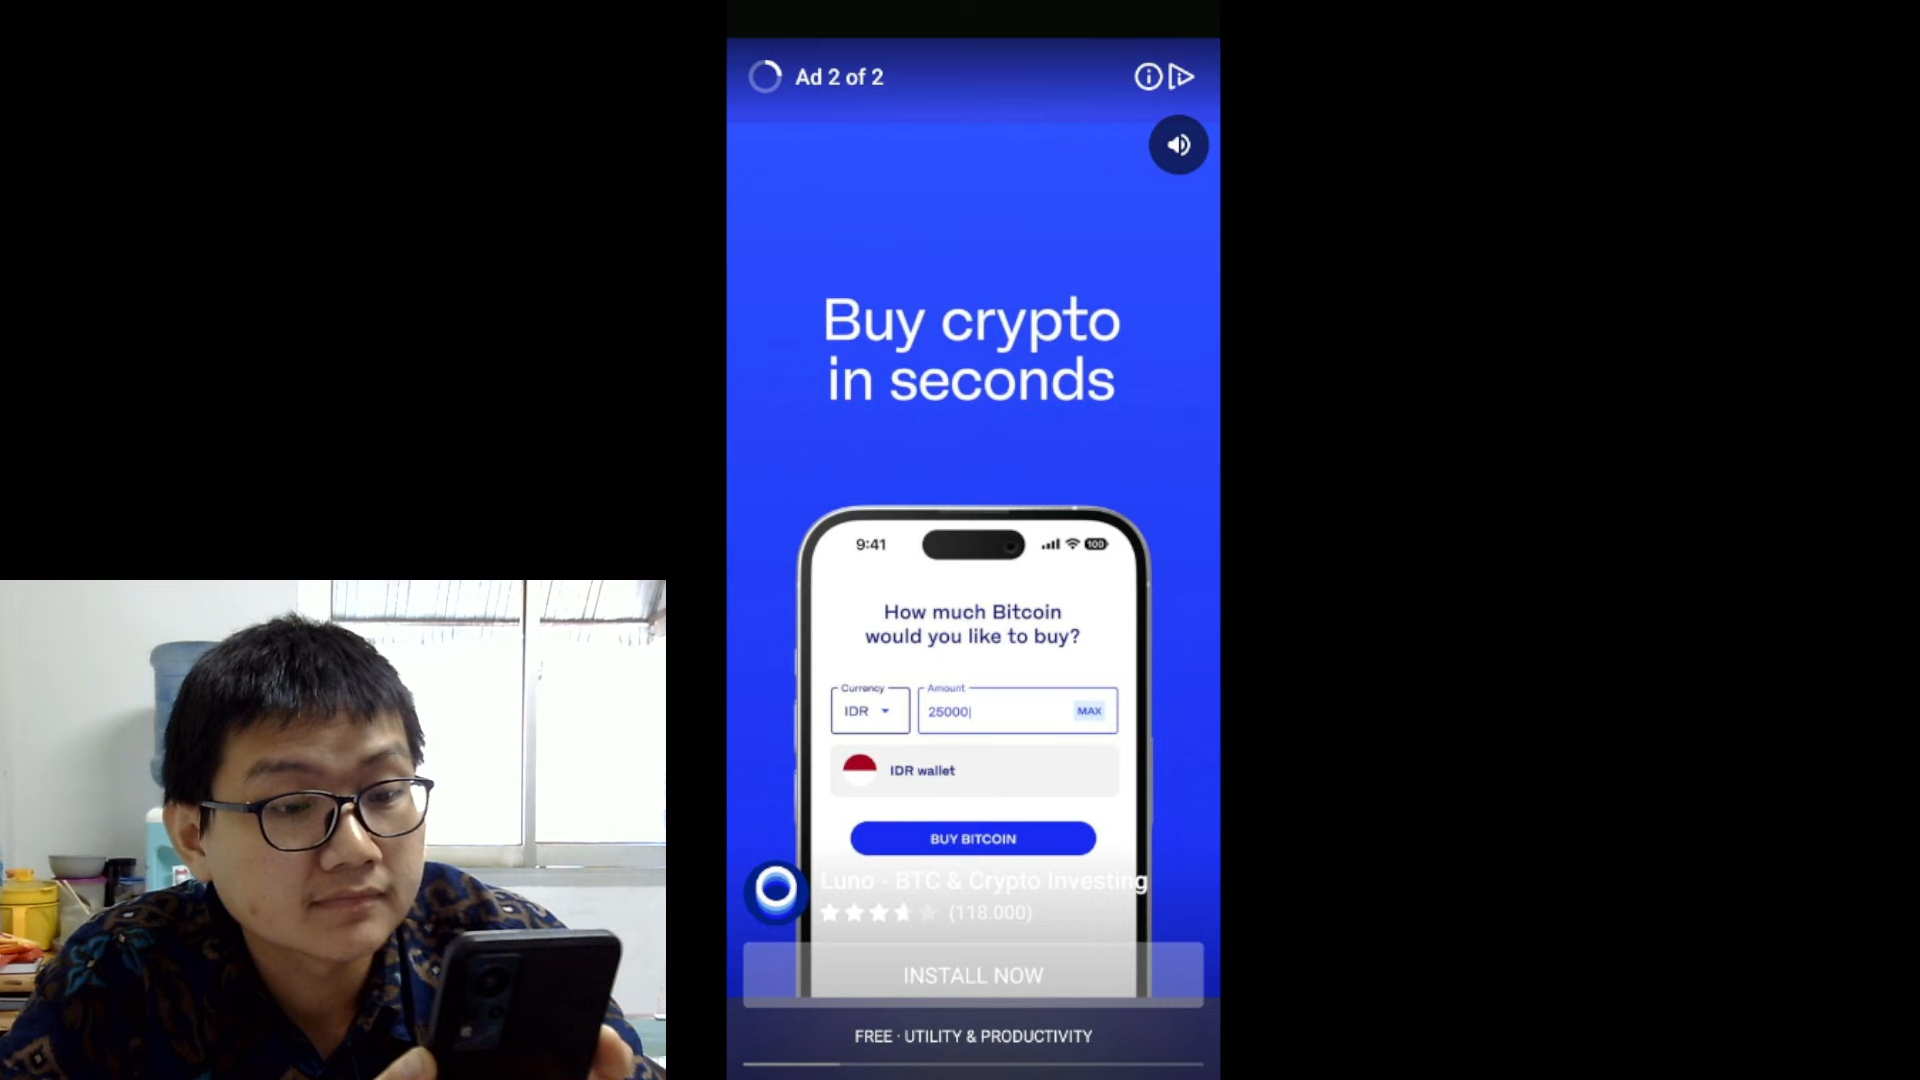 Ad 2 of 2
Buy crypto
in seconds
9:41
100
How much Bitcoin
would you like to buy?
Currency
Amount
IDR
25000
MAX
IDR wallet
BUY BITCOIN
Luno - BTC & Crypto Investing
(118.000)
INSTALL NOW
FREE · UTILITY & PRODUCTIVITY